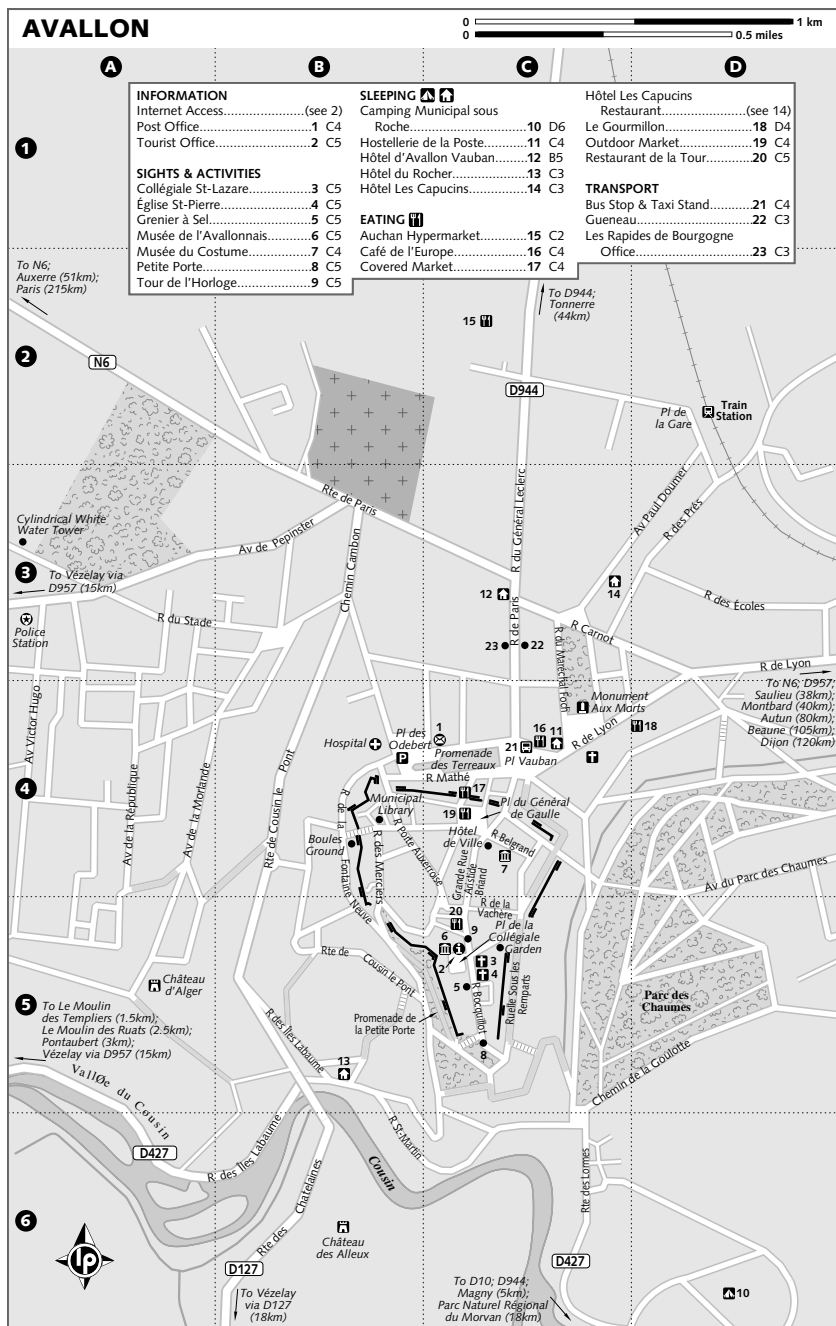 AVALLON
0 1 km
0 0.5 miles
A B C D
INFORMATION
Internet Access.......................(see 2)
Post Office..............................1 C4
Tourist Office..........................2 C5
SIGHTS & ACTIVITIES
Collégiale St-Lazare................3 C5
Église St-Pierre........................4 C5
Grenier à Sel...........................5 C5
Musée de l'Avallonnais...........6 C5
Musée du Costume................7 C4
Petite Porte.............................8 C5
Tour de l'Horloge...................9 C5
SLEEPING
Camping Municipal sous
Roche..............................10 D6
Hostellerie de la Poste...........11 C4
Hôtel d'Avallon Vauban........12 B5
Hôtel du Rocher...................13 C3
Hôtel Les Capucins...............14 C3
EATING
Auchan Hypermarket............15 C2
Café de l'Europe...................16 C4
Covered Market....................17 C4
Hôtel Les Capucins
Restaurant....................(see 14)
Le Gourmillon.......................18 D4
Outdoor Market....................19 C4
Restaurant de la Tour............20 C5
TRANSPORT
Bus Stop & Taxi Stand..........21 C4
Gueneau..............................22 C3
Les Rapides de Bourgogne
Office..............................23 C3
1
To N6;
Auxerre (51km);
Paris (215km)
To D944;
Tonnerre
(44km)
15
2
N6
D944
Pl de
la Gare
Train
Station
Rte de Paris
R du Général Leclerc
Av Paul Doumer
R des Prés
Cylindrical White
Water Tower
Av de Pepinster
Chemin Cambon
3
To Vézelay via
D957 (15km)
12
14
R du Stade
R de Paris
R des Écoles
Police
Station
R Carnot
23
22
R du Maréchal Foch
R de Lyon
To N6; D957;
Saulieu (38km);
Montbard (40km);
Autun (80km);
Beaune (105km);
Dijon (120km)
Monument
Aux Morts
Av Victor Hugo
1
16
11
R de Lyon
18
Hospital
Pl des
Odebert
P
21
Pl Vauban
Promenade
des Terreaux
R Mathé
17
4
Av de la République
Av de la Morlande
Rte de Cousin le Pont
R de la Fontaine Neuve
Municipal
Library
19
Pl du Général
de Gaulle
Boules
Ground
R des Merciers
R Porte Auxerroise
Hôtel
de Ville
R Belgrand
7
Grande Rue
Aristide
Briand
Av du Parc des Chaumes
R de la
Vachère
20
Pl de la
Collégiale
6
9
Garden
2
3
4
Rte de
Cousin le Pont
Château
d'Alger
5
5
R Bocquillot
Ruelle Sous les
Remparts
Parc des
Chaumes
To Le Moulin
des Templiers (1.5km);
Le Moulin des Ruats (2.5km);
Pontaubert (3km);
Vézelay via D957 (15km)
Promenade de
la Petite Porte
R des Îles Labaume
8
13
Chemin de la Goulotte
VallØe du Cousin
D427
R des Îles Labaume
R St-Martin
Cousin
Rte des Lormes
6
lp
Rte des Chatelaines
Château
des Alleux
D127
D427
To Vézelay
via D127
(18km)
To D10; D944;
Magny (5km);
Parc Naturel Régional
du Morvan (18km)
10